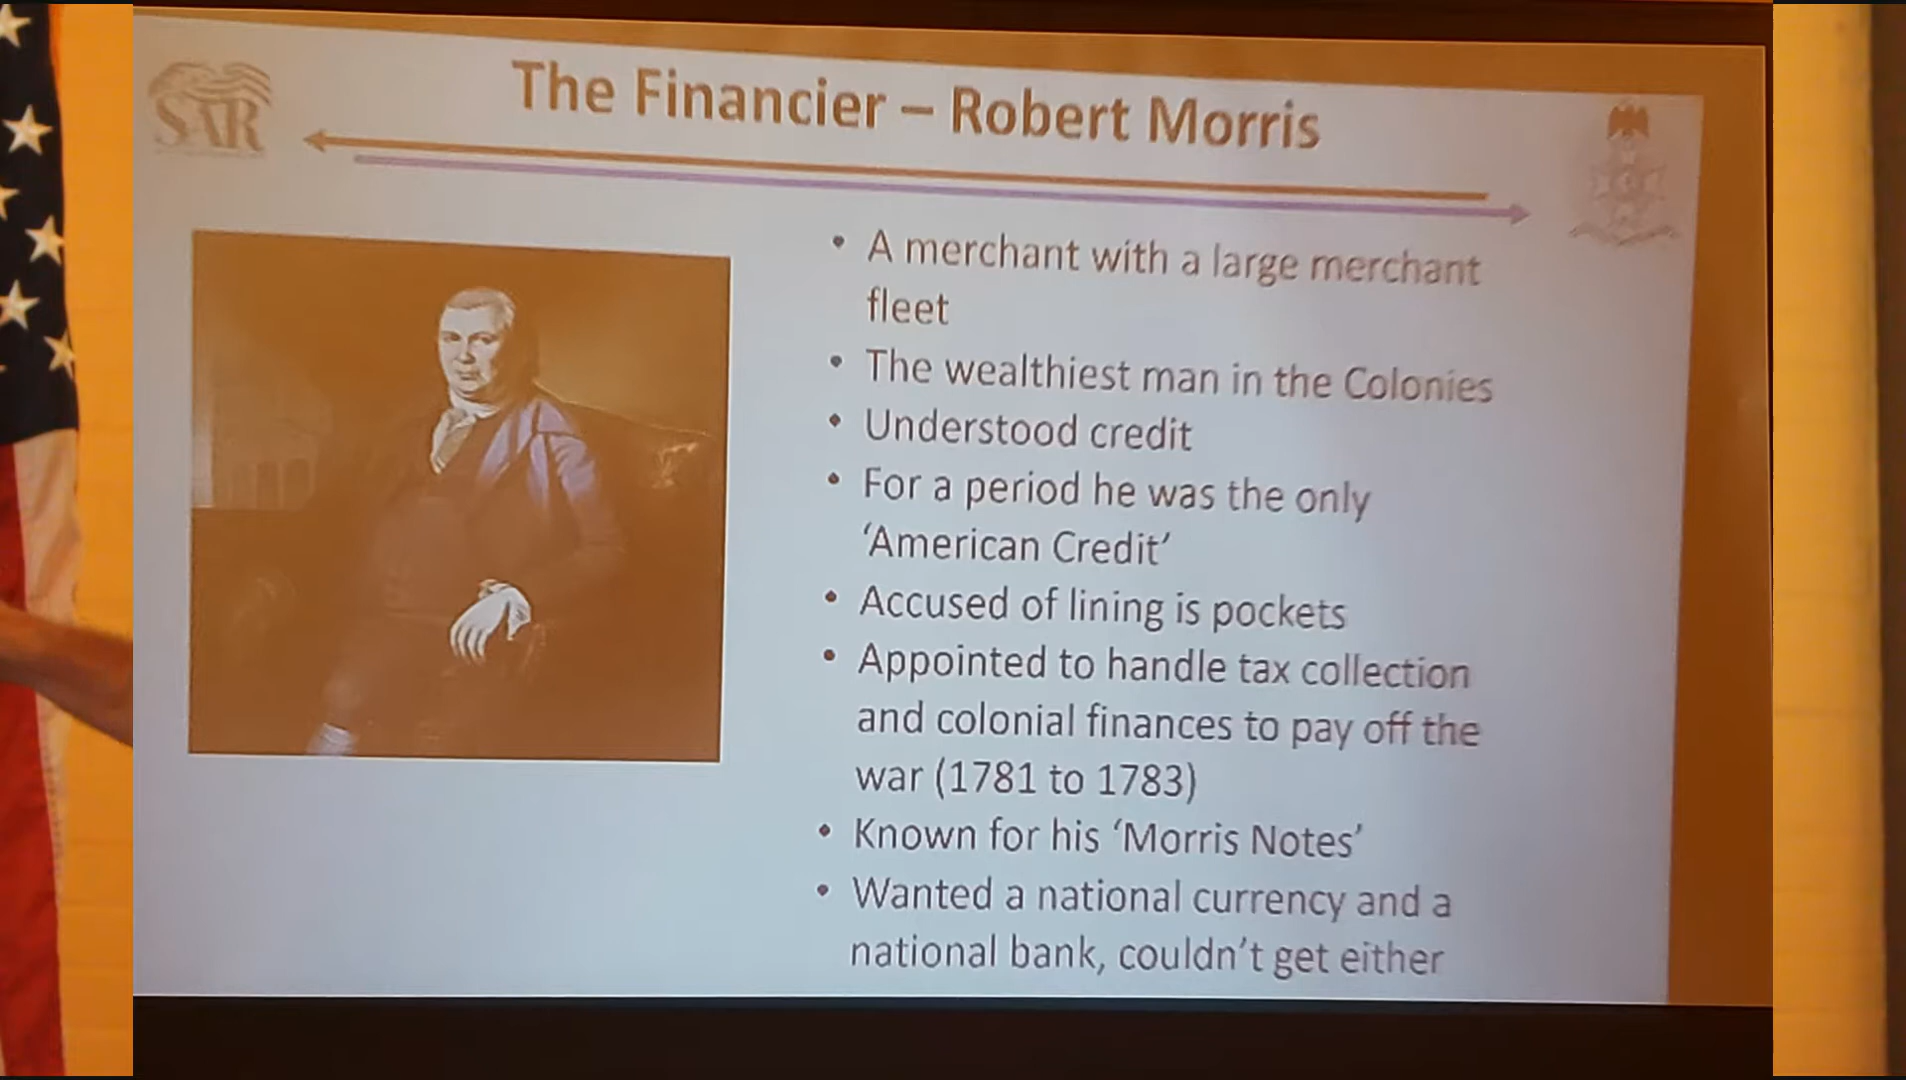 SAR
The Financier – Robert Morris
• A merchant with a large merchant
fleet
• The wealthiest man in the Colonies
• Understood credit
• For a period he was the only
‘American Credit’
• Accused of lining is pockets
• Appointed to handle tax collection
and colonial finances to pay off the
war (1781 to 1783)
• Known for his ‘Morris Notes’
• Wanted a national currency and a
national bank, couldn’t get either